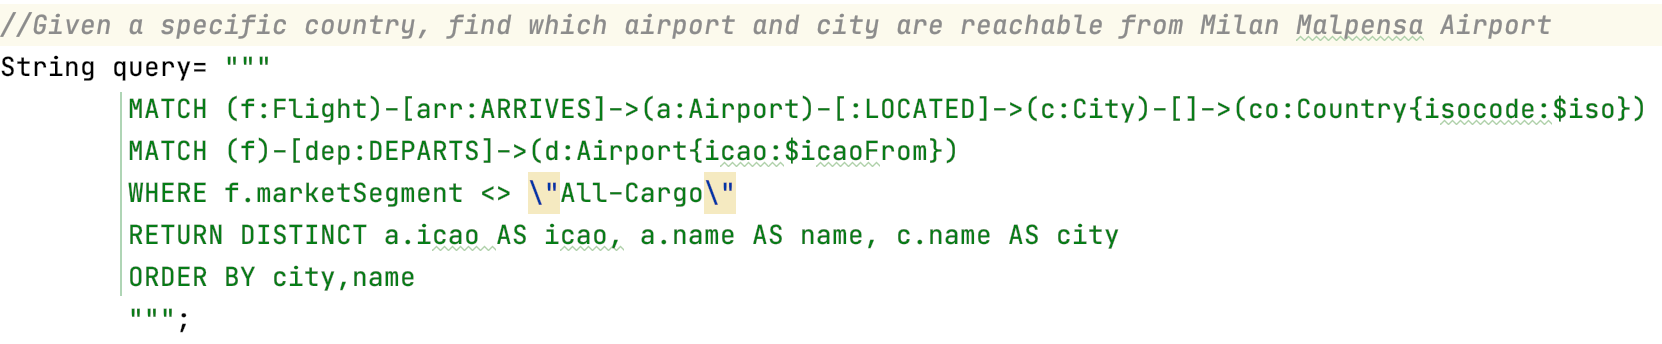 //Given a specific country, find which airport and city are reachable from Milan Malpensa Airport
String query= """
MATCH (f:Flight)-[arr:ARRIVES]->(a:Airport)-[:LOCATED]->(c:City)-[]->(co:Country{isocode:$iso})
MATCH (f)-[dep:DEPARTS]->(d:Airport{icao:$icaoFrom})
WHERE f.marketSegment <> \"All-Cargo\"
RETURN DISTINCT a.icao AS icao, a.name AS name, c.name AS city
ORDER BY city,name
""";